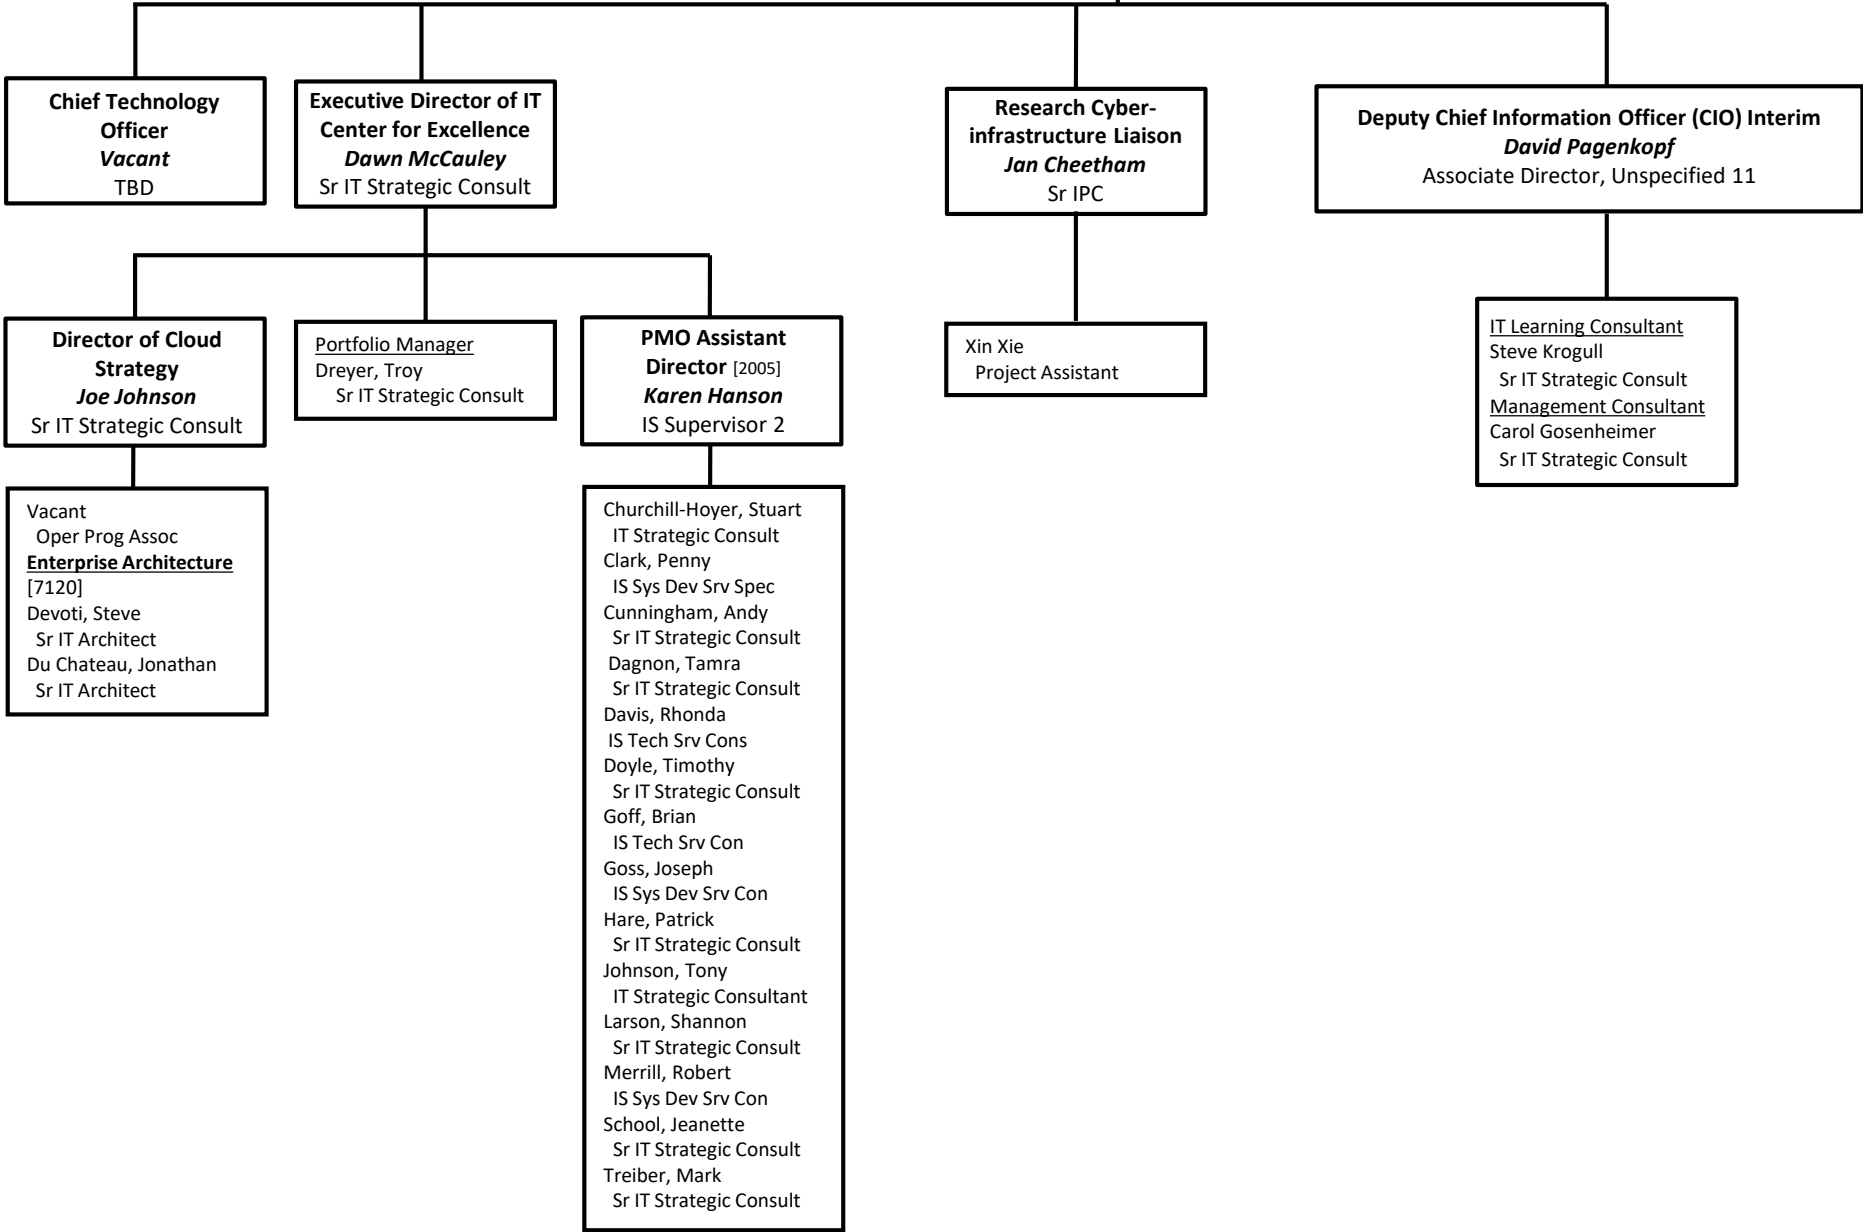 Chief Technology
Officer
Vacant
TBD
Executive Director of IT
Center for Excellence
Dawn McCauley
Sr IT Strategic Consult
Research Cyber-
infrastructure Liaison
Jan Cheetham
Sr IPC
Deputy Chief Information Officer (CIO) Interim
David Pagenkopf
Associate Director, Unspecified 11
Director of Cloud
Strategy
Joe Johnson
Sr IT Strategic Consult
Portfolio Manager
Dreyer, Troy
Sr IT Strategic Consult
PMO Assistant
Director [2005]
Karen Hanson
IS Supervisor 2
Xin Xie
Project Assistant
IT Learning Consultant
Steve Krogull
Sr IT Strategic Consult
Management Consultant
Carol Gosenheimer
Sr IT Strategic Consult
Vacant
Oper Prog Assoc
Enterprise Architecture
[7120]
Devoti, Steve
Sr IT Architect
Du Chateau, Jonathan
Sr IT Architect
Churchill-Hoyer, Stuart
IT Strategic Consult
Clark, Penny
IS Sys Dev Srv Spec
Cunningham, Andy
Sr IT Strategic Consult
Dagnon, Tamra
Sr IT Strategic Consult
Davis, Rhonda
IS Tech Srv Cons
Doyle, Timothy
Sr IT Strategic Consult
Goff, Brian
IS Tech Srv Con
Goss, Joseph
IS Sys Dev Srv Con
Hare, Patrick
Sr IT Strategic Consult
Johnson, Tony
IT Strategic Consultant
Larson, Shannon
Sr IT Strategic Consult
Merrill, Robert
IS Sys Dev Srv Con
School, Jeanette
Sr IT Strategic Consult
Treiber, Mark
Sr IT Strategic Consult